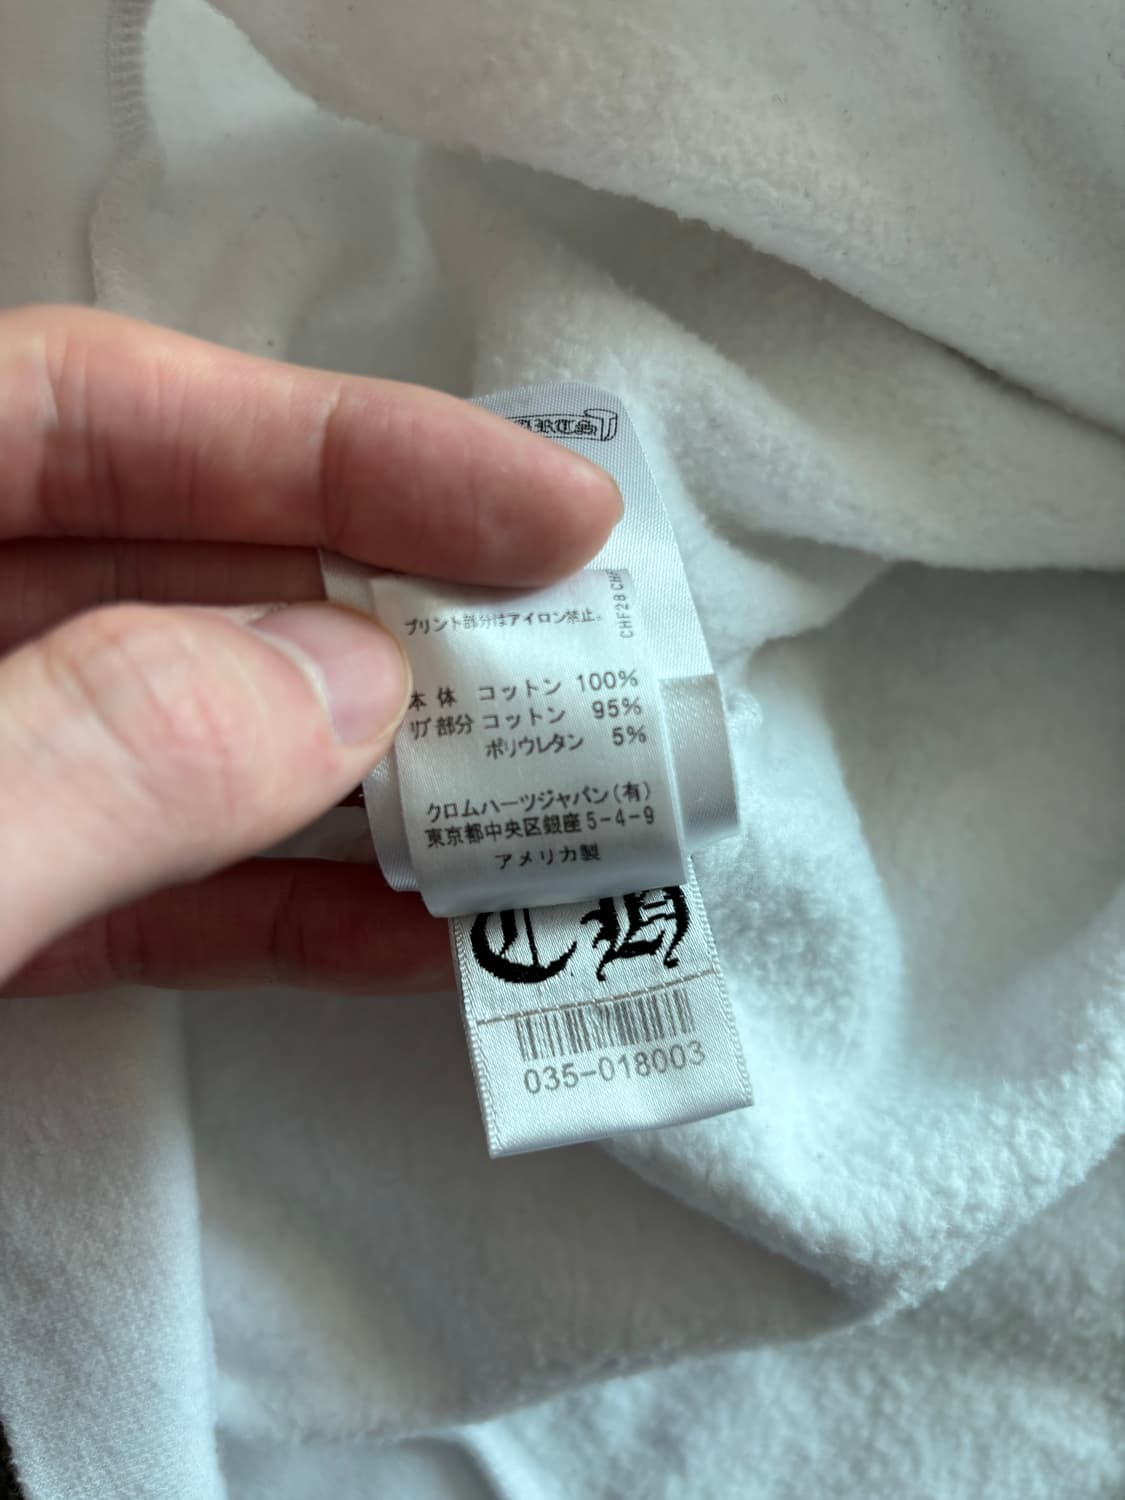 プリント部分はアイロン禁止。
CHF28 CHF
本体 コットン 100%
リブ部分 コットン 95%
ポリウレタン 5%
クロムハーツジャパン(有)
東京都中央区銀座5-4-9
アメリカ製
CH
035-018003